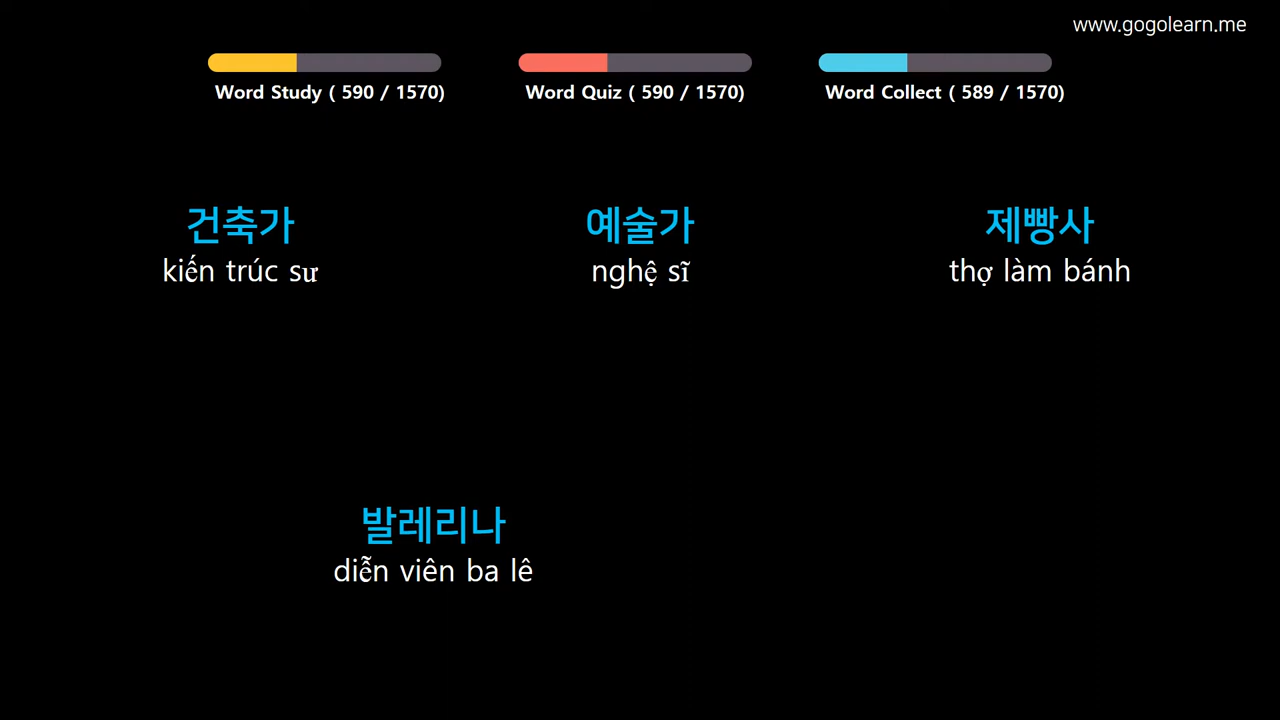 www.gogolearn.me
Word Study ( 590 / 1570)
Word Quiz ( 590 / 1570)
Word Collect ( 589 / 1570)
건축가
kiến trúc sư
예술가
nghệ sĩ
제빵사
thợ làm bánh
발레리나
diễn viên ba lê